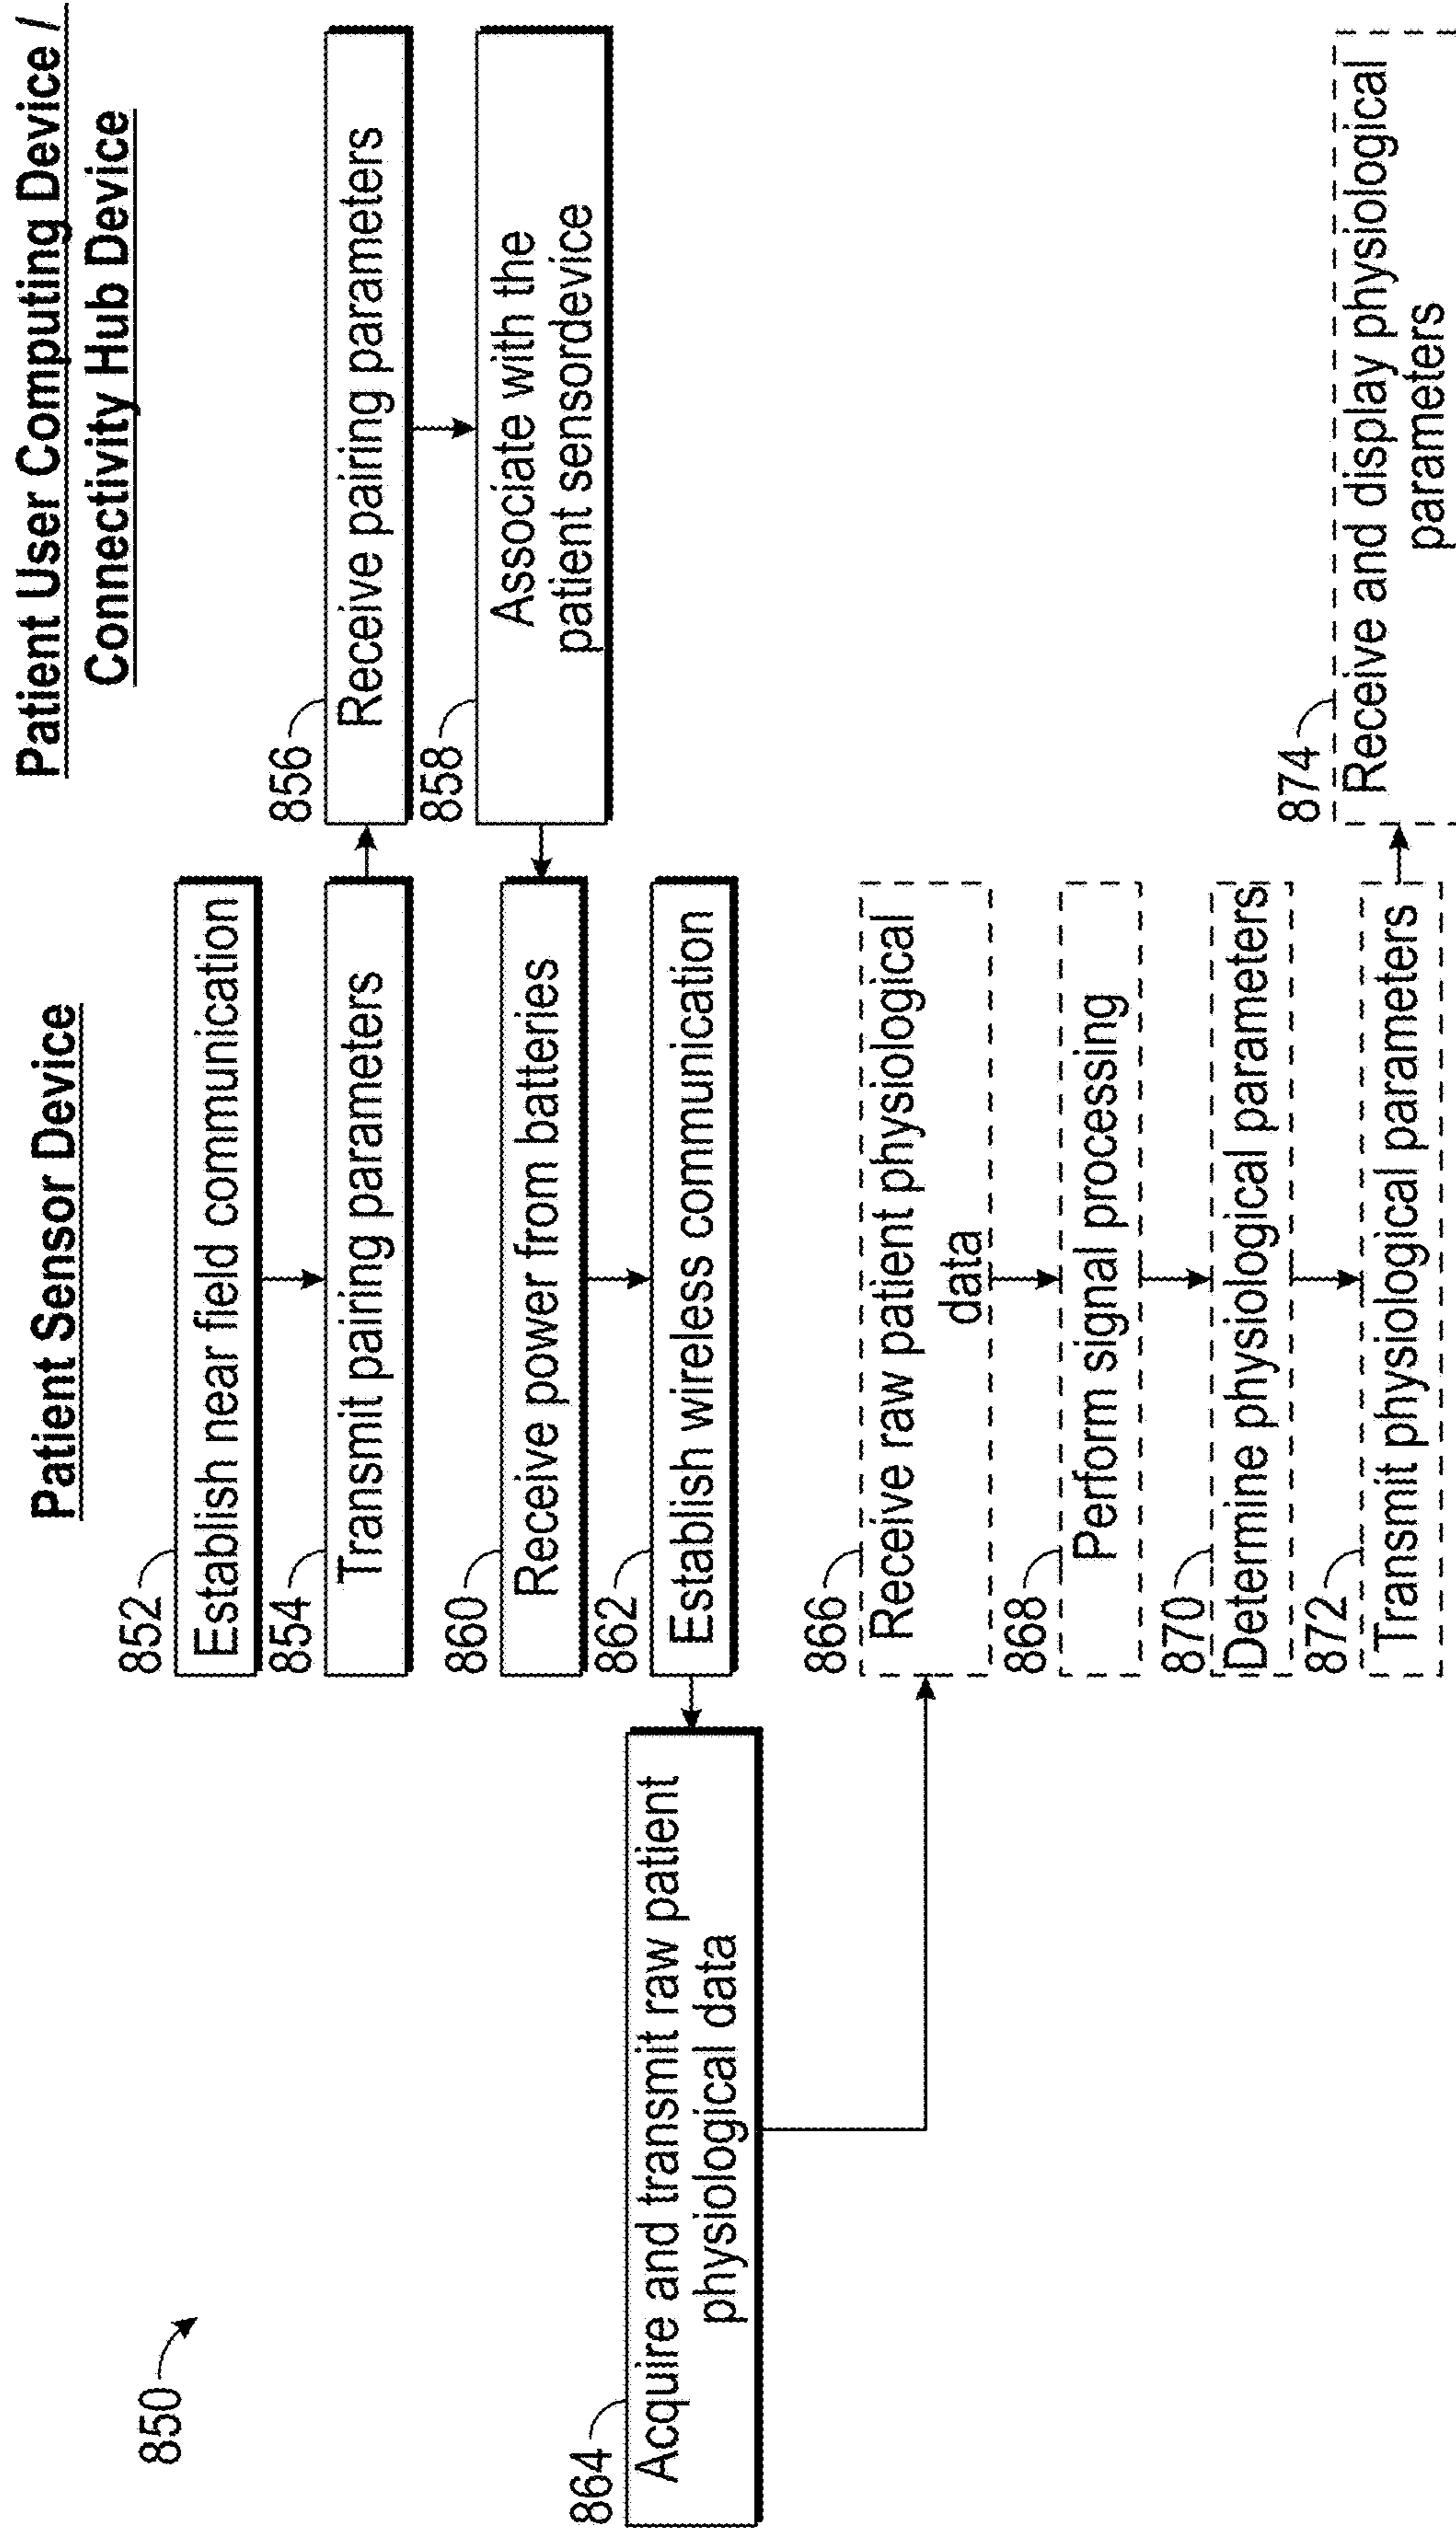 850
Patient Sensor Device
Patient User Computing Device /
Connectivity Hub Device
852
Establish near field communication
854
Transmit pairing parameters
856
Receive pairing parameters
858
Associate with the
patient sensordevice
860
Receive power from batteries
862
Establish wireless communication
864
Acquire and transmit raw patient
physiological data
866
Receive raw patient physiological
data
868
Perform signal processing
870
Determine physiological parameters
872
Transmit physiological parameters
874
Receive and display physiological
parameters